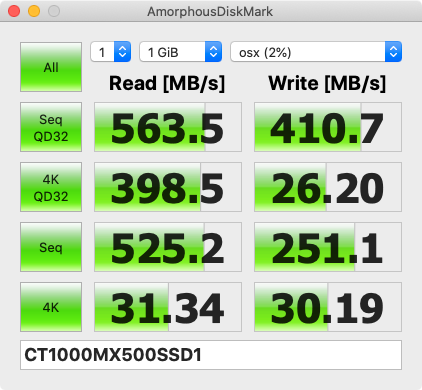 AmorphousDiskMark
All 1 1 GiB osx (2%)
Read [MB/s] Write [MB/s]
Seq
QD32
563.5 410.7
4K
QD32
398.5 26.20
Seq 525.2 251.1
4K 31.34 30.19
CT1000MX500SSD1